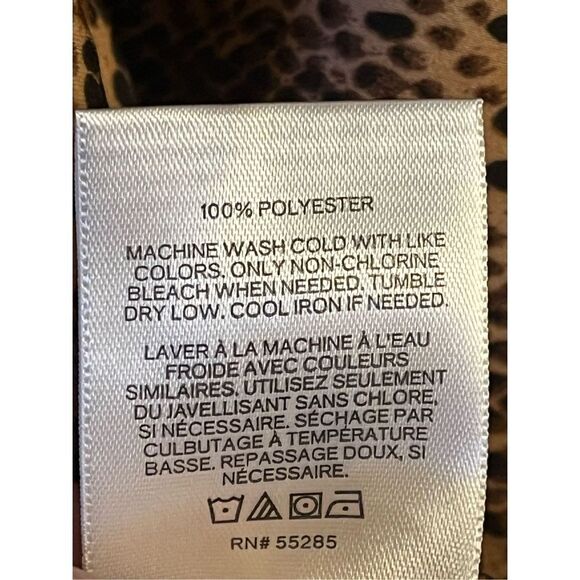 100% POLYESTER
MACHINE WASH COLD WITH LIKE
COLORS. ONLY NON-CHLORINE
BLEACH WHEN NEEDED. TUMBLE
DRY LOW. COOL IRON IF NEEDED.
LAVER À LA MACHINE À L'EAU
FROIDE AVEC COULEURS
SIMILAIRES. UTILISEZ SEULEMENT
DU JAVELLISANT SANS CHLORE,
SI NÉCESSAIRE. SÉCHAGE PAR
CULBUTAGE À TEMPÉRATURE
BASSE. REPASSAGE DOUX, SI
NÉCESSAIRE.
RN# 55285